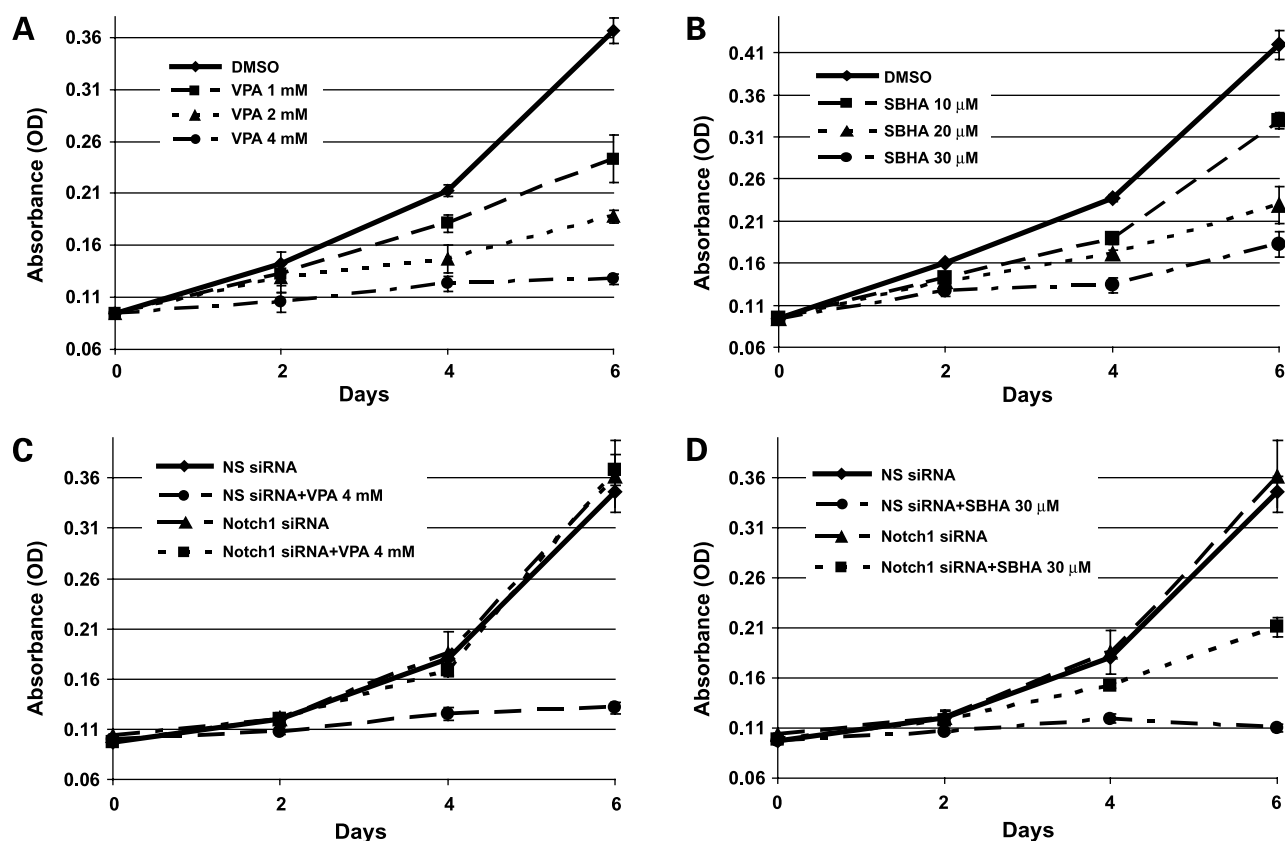 A
0.36
0.31
0.26
0.21
0.16
0.11
0.06
Absorbance (OD)
DMSO
VPA 1 mM
VPA 2 mM
VPA 4 mM
0
2
4
6
Days
B
0.41
0.36
0.31
0.26
0.21
0.16
0.11
0.06
Absorbance (OD)
DMSO
SBHA 10 μM
SBHA 20 μM
SBHA 30 μM
0
2
4
6
Days
C
0.36
0.31
0.26
0.21
0.16
0.11
0.06
Absorbance (OD)
NS siRNA
NS siRNA+VPA 4 mM
Notch1 siRNA
Notch1 siRNA+VPA 4 mM
0
2
4
6
Days
D
0.36
0.31
0.26
0.21
0.16
0.11
0.06
Absorbance (OD)
NS siRNA
NS siRNA+SBHA 30 μM
Notch1 siRNA
Notch1 siRNA+SBHA 30 μM
0
2
4
6
Days